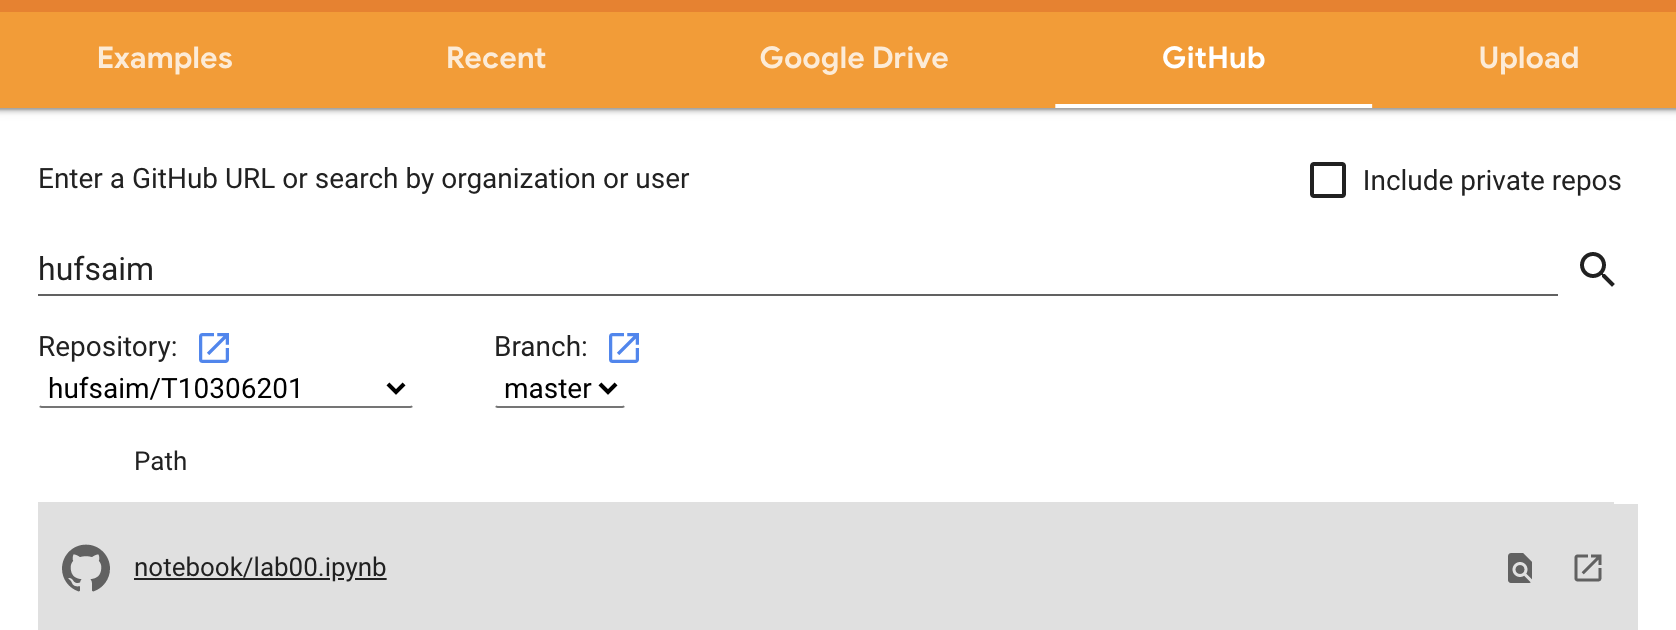 Examples Recent Google Drive GitHub Upload
Enter a GitHub URL or search by organization or user
Include private repos
hufsaim
Repository: Branch:
hufsaim/T10306201 master
Path
notebook/lab00.ipynb